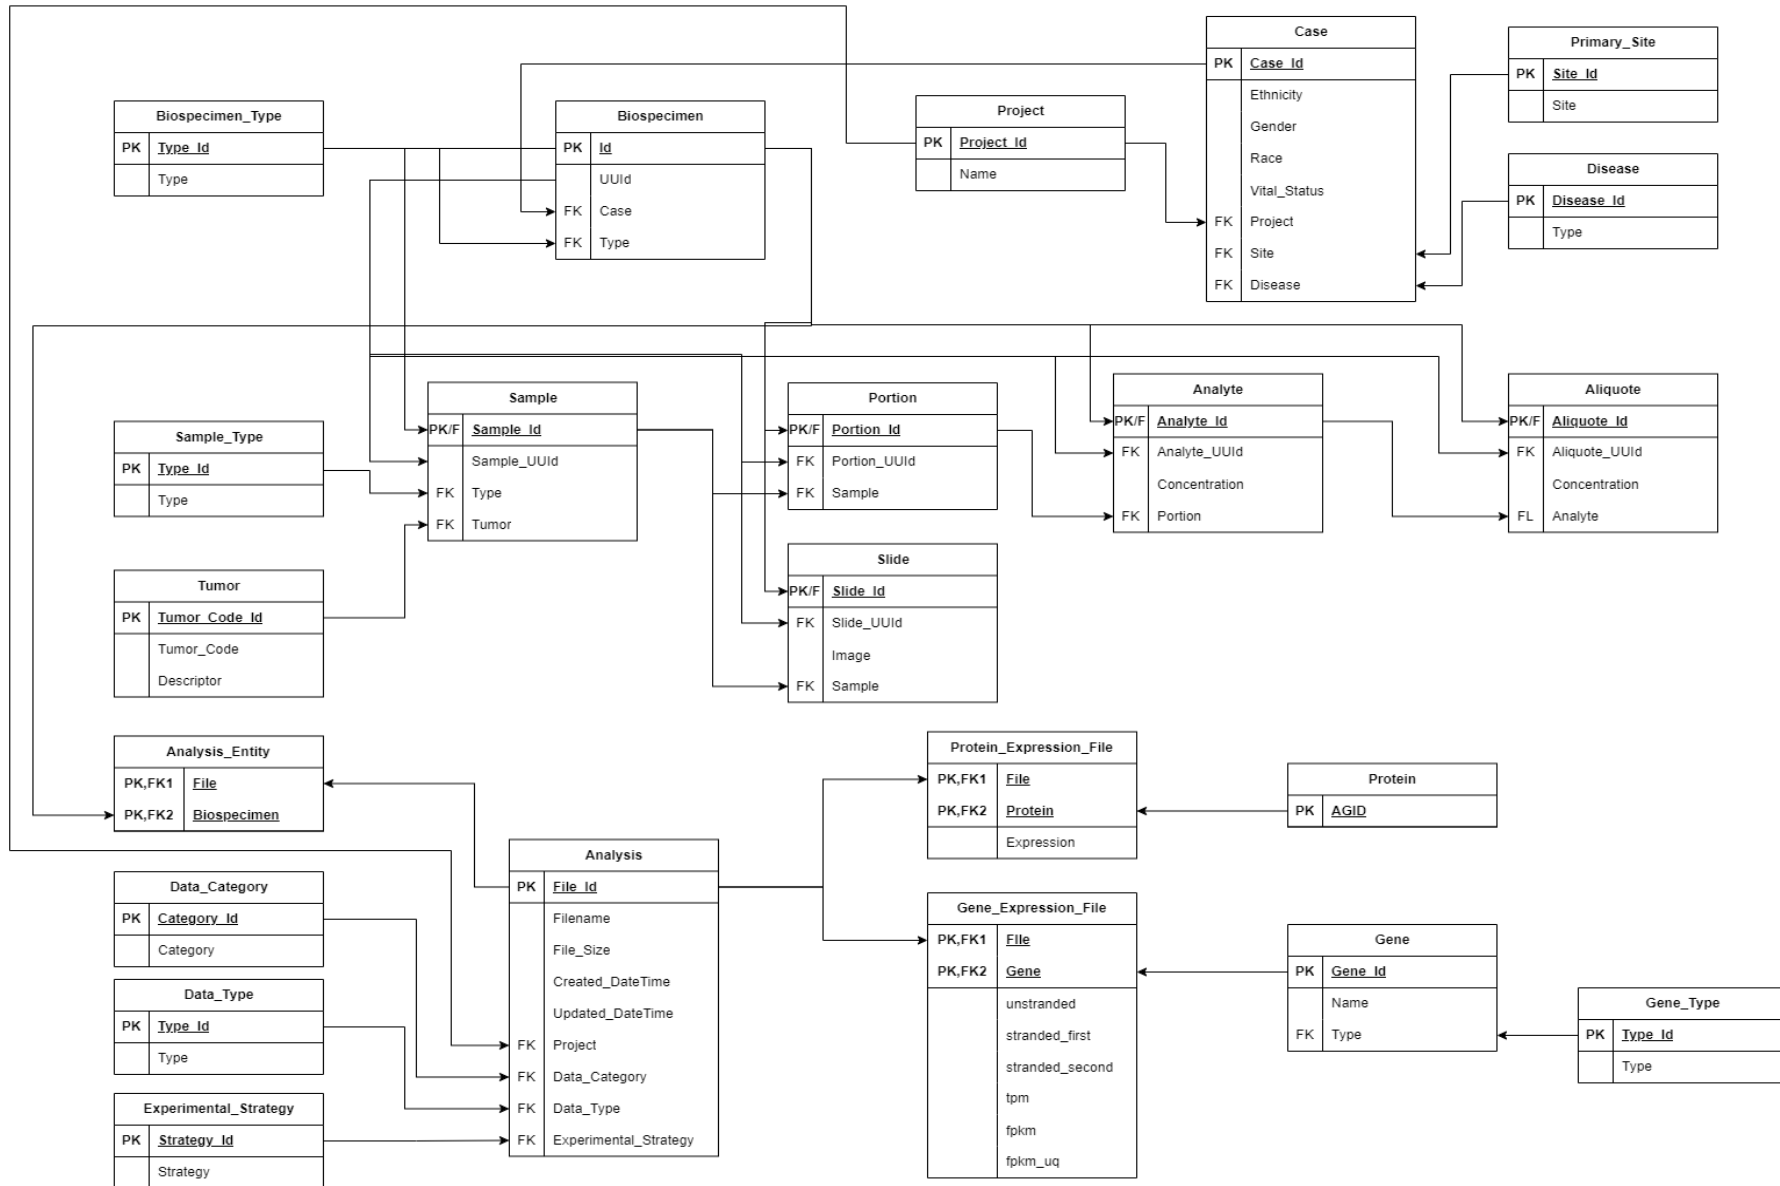 Case
PK Case_Id
Ethnicity
Gender
Race
Vital_Status
FK Project
FK Site
FK Disease
Primary_Site
PK Site_Id
Site
Biospecimen_Type
PK Type_Id
Type
Biospecimen
PK Id
UUId
FK Case
FK Type
Project
PK Project_Id
Name
Disease
PK Disease_Id
Type
Sample
PK/F Sample_Id
Sample_UUId
FK Type
FK Tumor
Portion
PK/F Portion_Id
FK Portion_UUId
FK Sample
Analyte
PK/F Analyte_Id
FK Analyte_UUId
Concentration
FK Portion
Aliquote
PK/F Aliquote_Id
FK Aliquote_UUId
Concentration
FL Analyte
Sample_Type
PK Type_Id
Type
Slide
PK/F Slide_Id
FK Slide_UUId
Image
FK Sample
Tumor
PK Tumor_Code_Id
Tumor_Code
Descriptor
Analysis_Entity
PK,FK1 File
PK,FK2 Biospecimen
Protein_Expression_File
PK,FK1 File
PK,FK2 Protein
Expression
Protein
PK AGID
Analysis
PK File_Id
Filename
File_Size
Created_DateTime
Updated_DateTime
FK Project
FK Data_Category
FK Data_Type
FK Experimental_Strategy
Data_Category
PK Category_Id
Category
Gene_Expression_File
PK,FK1 File
PK,FK2 Gene
unstranded
stranded_first
stranded_second
tpm
fpkm
fpkm_uq
Gene
PK Gene_Id
Name
FK Type
Data_Type
PK Type_Id
Type
Gene_Type
PK Type_Id
Type
Experimental_Strategy
PK Strategy_Id
Strategy